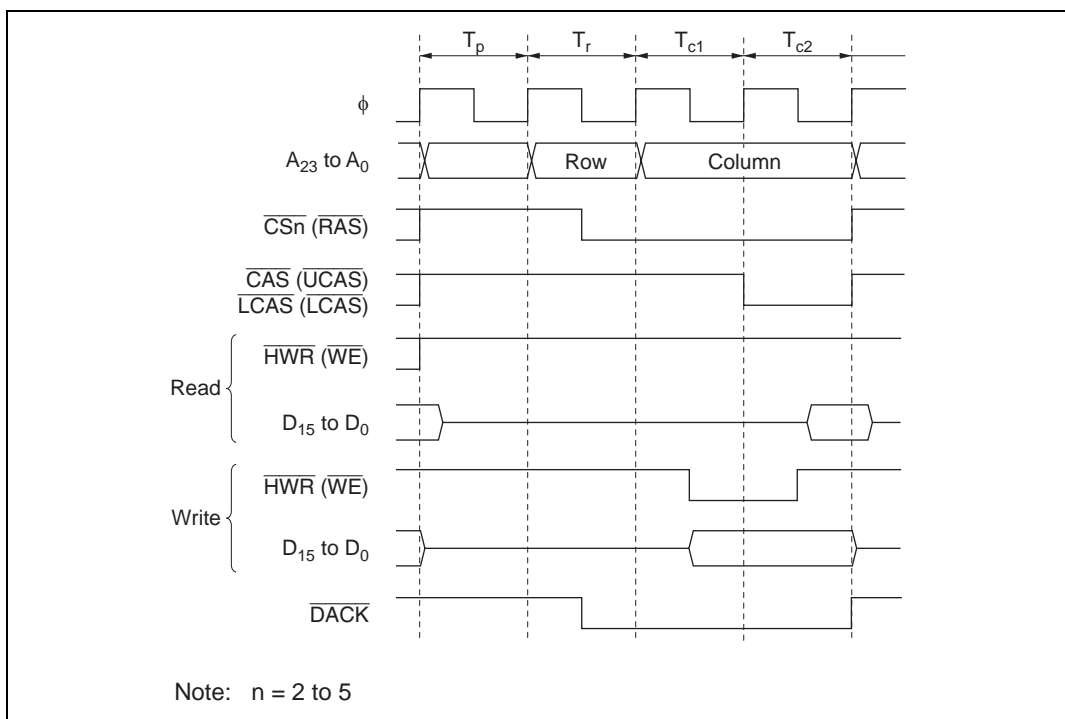 Tp Tr Tc1 Tc2
φ
A23 to A0 Row Column
CSn (RAS)
CAS (UCAS)
LCAS (LCAS)
Read
HWR (WE)
D15 to D0
Write
HWR (WE)
D15 to D0
DACK
Note: n = 2 to 5